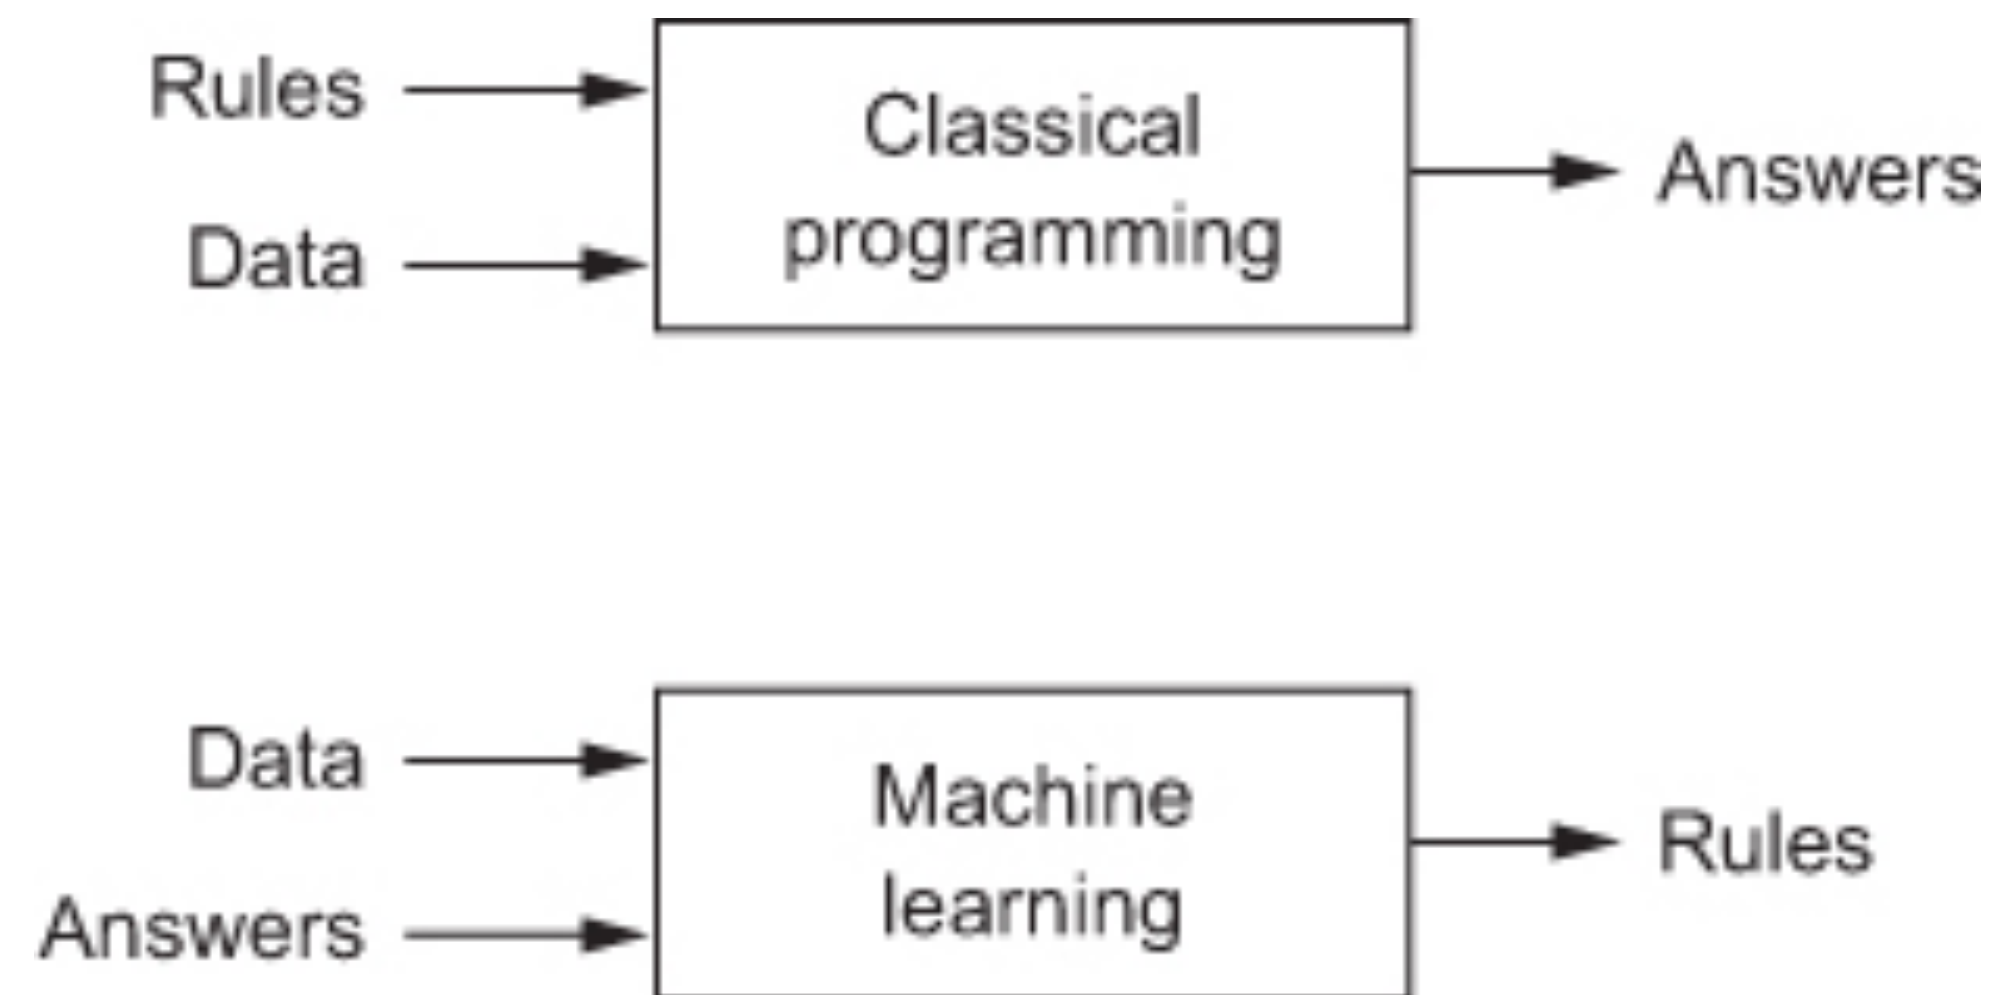 Rules
Classical
programming
Answers
Data
Data
Machine
learning
Rules
Answers